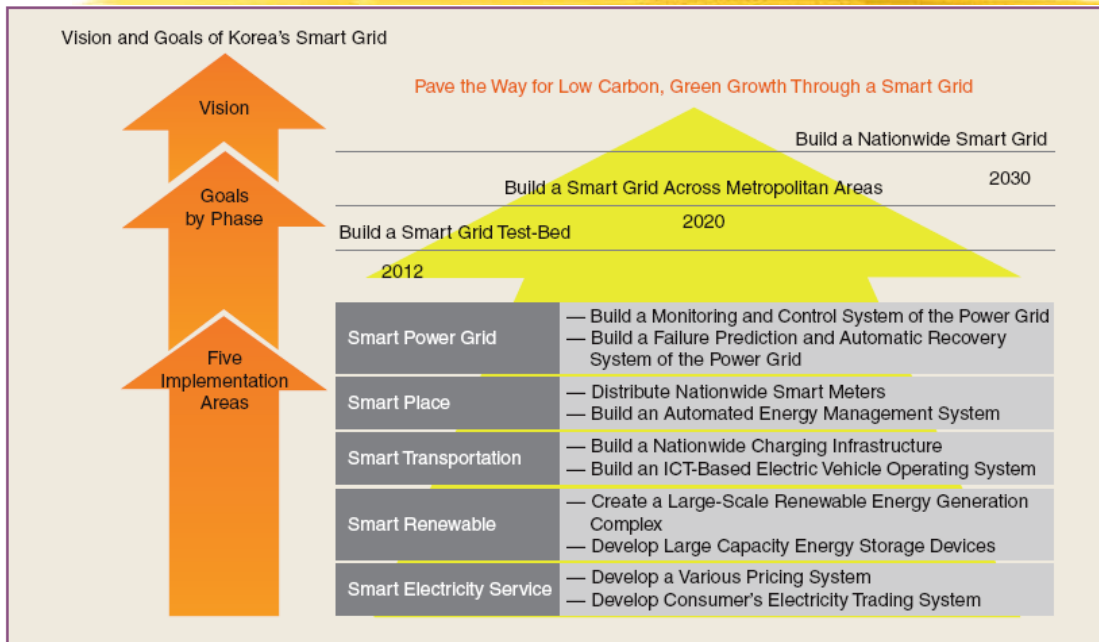 Vision and Goals of Korea's Smart Grid
Vision
Pave the Way for Low Carbon, Green Growth Through a Smart Grid
Build a Nationwide Smart Grid
2030
Goals
by Phase
Build a Smart Grid Across Metropolitan Areas
2020
Build a Smart Grid Test-Bed
2012
Five
Implementation
Areas
Smart Power Grid
— Build a Monitoring and Control System of the Power Grid
— Build a Failure Prediction and Automatic Recovery
System of the Power Grid
Smart Place
— Distribute Nationwide Smart Meters
— Build an Automated Energy Management System
Smart Transportation
— Build a Nationwide Charging Infrastructure
— Build an ICT-Based Electric Vehicle Operating System
Smart Renewable
— Create a Large-Scale Renewable Energy Generation
Complex
— Develop Large Capacity Energy Storage Devices
Smart Electricity Service
— Develop a Various Pricing System
— Develop Consumer's Electricity Trading System